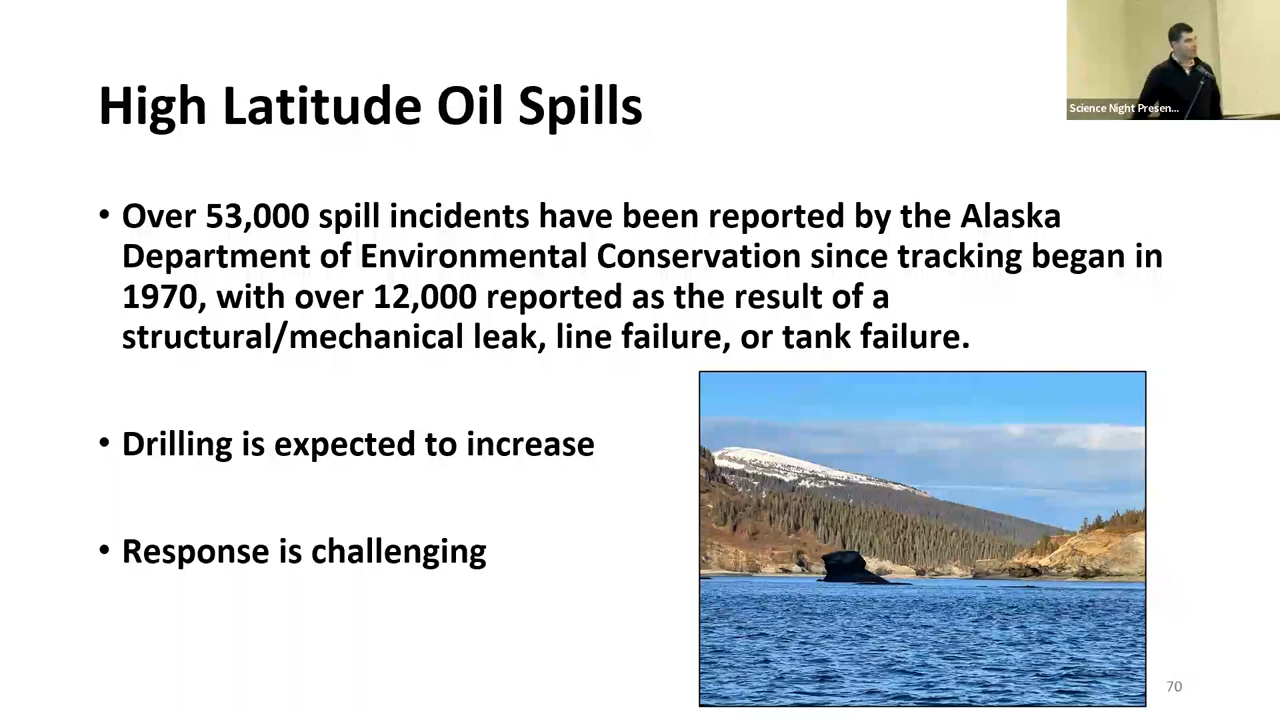 High Latitude Oil Spills
Science Night Presen...
• Over 53,000 spill incidents have been reported by the Alaska
Department of Environmental Conservation since tracking began in
1970, with over 12,000 reported as the result of a
structural/mechanical leak, line failure, or tank failure.
• Drilling is expected to increase
• Response is challenging
70